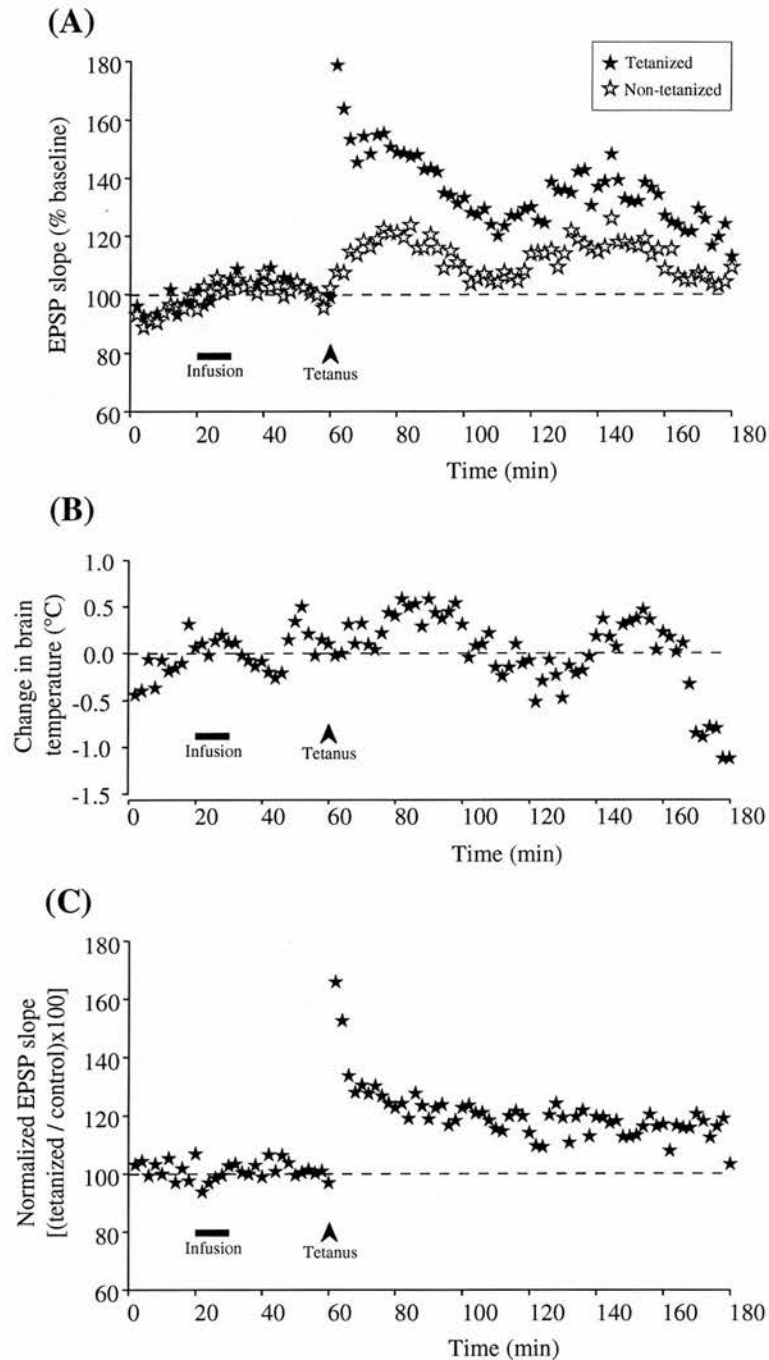 (A)
180
160
140
120
100
80
60
EPSP slope (% baseline)
★ Tetanized
☆ Non-tetanized
Infusion
Tetanus
0 20 40 60 80 100 120 140 160 180
Time (min)
(B)
1.0
0.5
0.0
-0.5
-1.0
-1.5
Change in brain
temperature (°C)
Infusion
Tetanus
0 20 40 60 80 100 120 140 160 180
Time (min)
(C)
180
160
140
120
100
80
60
Normalized EPSP slope
[(tetanized / control)x100]
Infusion
Tetanus
0 20 40 60 80 100 120 140 160 180
Time (min)